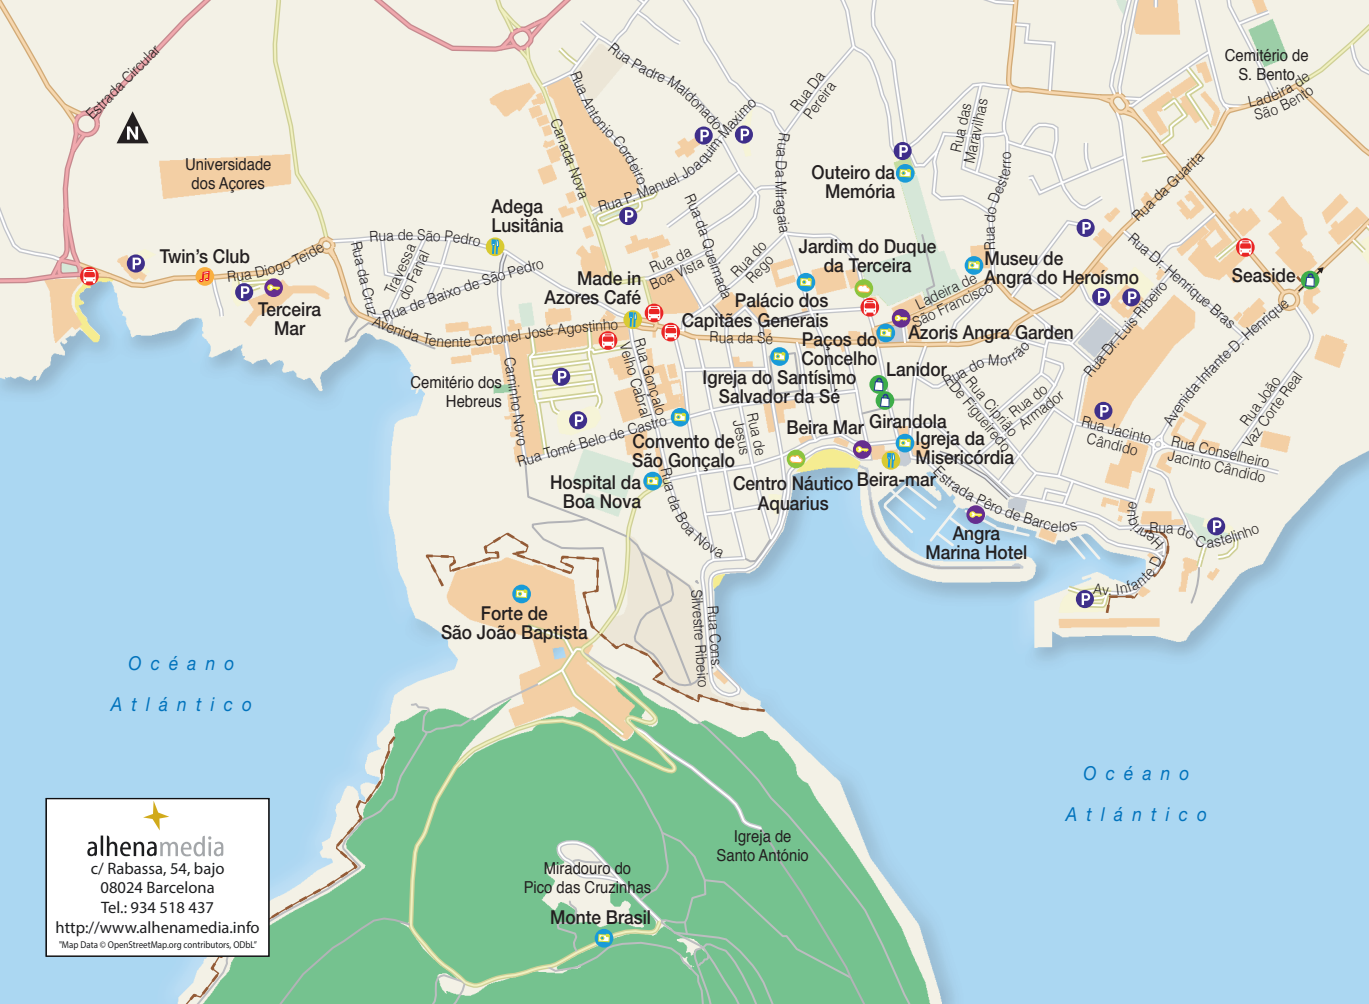 Estrada Circular
N
Universidade
dos Açores
Twin's Club
Rua Diogo Teide
Terceira
Mar
Rua de São Pedro
Travessa
do Fanal
Rua da Cruz
Rua de Baixo de São Pedro
Adega
Lusitânia
Avenida Tenente Coronel José Agostinho
Canada Nova
Rua Antonio Cordeiro
Rua Padre Maldonado
Rua P. Manuel Joaquim Maximo
Rua Da
Pereira
Rua Da Miragaia
Rua da Queimada
Rua da
Boa Vista
Rua do
Rego
Made in
Azores Café
Outeiro da
Memória
Rua das
Maravilhas
Rua do Desterro
Cemitério de
S. Bento
Ladeira de
São Bento
Rua da Guarita
Jardim do Duque
da Terceira
Museu de
Angra do Heroísmo
Rua Dr. Henrique Bras
Seaside
Palácio dos
Capitães Generais
Ladeira de
São Francisco
Azoris Angra Garden
Rua da Sé
Paços do
Concelho
Igreja do Santísimo
Salvador da Sé
Lanidor
Girandola
Rua do Morrão
Rua Ciprião
De Figueiredo
Rua do
Armador
Rua Dr. Luis Ribeiro
Avenida Infante D. Henrique
Rua João
Vaz Corte Real
Rua Jacinto
Cândido
Rua Conselheiro
Jacinto Cândido
Cemitério dos
Hebreus
Caminho Novo
Rua Gonçalo
Velho Cabral
Rua Tomé Belo de Castro
Convento de
São Gonçalo
Rua de
Jesus
Beira Mar
Igreja da
Misericórdia
Beira-mar
Centro Náutico
Aquarius
Hospital da
Boa Nova
Rua da Boa Nova
Estrada Pêro de Barcelos
Angra
Marina Hotel
Rua do Castelinho
Av. Infante D.
Henrique
Forte de
São João Baptista
Rua Cons.
Silvestre Ribeiro
Océano
Atlántico
Océano
Atlántico
Igreja de
Santo António
Miradouro do
Pico das Cruzinhas
Monte Brasil
alhenamedia
c/ Rabassa, 54, bajo
08024 Barcelona
Tel.: 934 518 437
http://www.alhenamedia.info
"Map Data © OpenStreetMap.org contributors, ODbL"
P
P
P
P
P
P
P
P
P
P
P
P
P
P